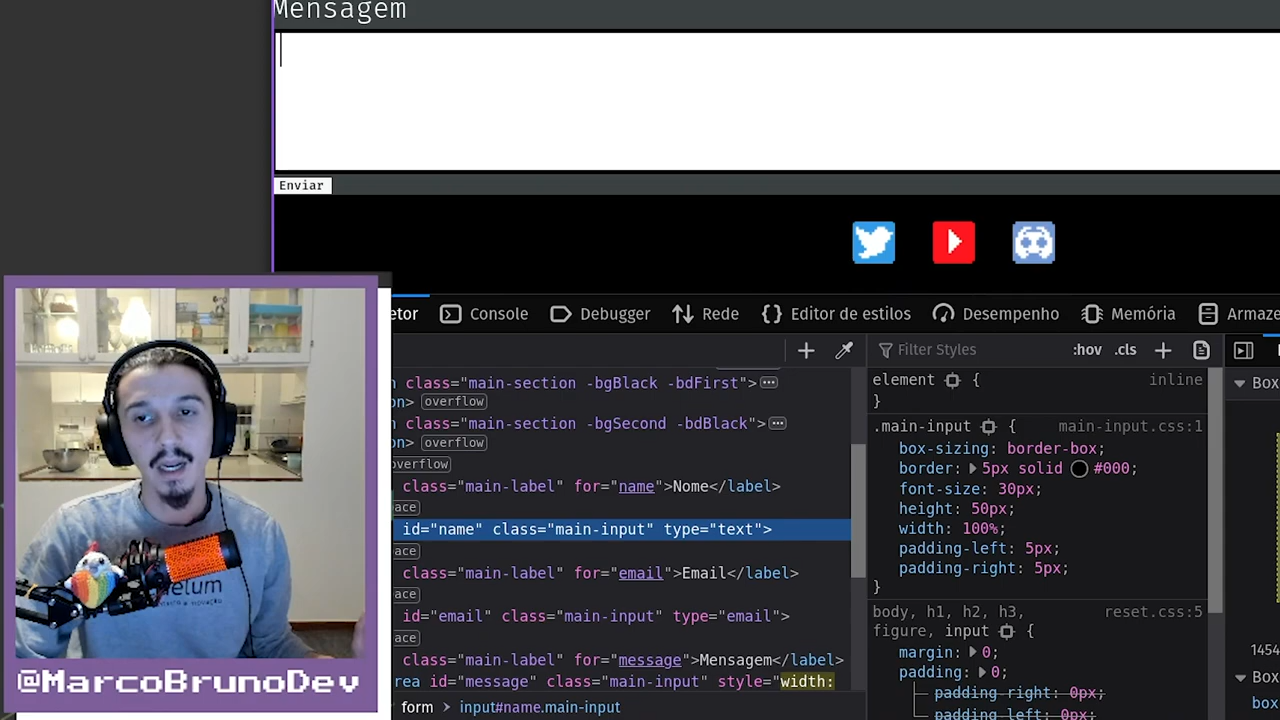 Mensagem
Enviar
etor Console Debugger Rede Editor de estilos Desempenho Memória Armaze
Filter Styles :hov .cls
class="main-section -bgBlack -bdFirst">
on> overflow
class="main-section -bgSecond -bdBlack">
on> overflow
overflow
class="main-label" for="name">Nome</label>
ace
id="name" class="main-input" type="text">
ace
class="main-label" for="email">Email</label>
ace
id="email" class="main-input" type="email">
ace
class="main-label" for="message">Mensagem</label>
rea id="message" class="main-input" style="width:
form > input#name.main-input
element { inline
}
.main-input { main-input.css:1
box-sizing: border-box;
border: 5px solid #000;
font-size: 30px;
height: 50px;
width: 100%;
padding-left: 5px;
padding-right: 5px;
}
body, h1, h2, h3, reset.css:5
figure, input {
margin: 0;
padding: 0;
padding-right: 0px;
padding-left: 0px;
Box
1454
Box
box
@MarcoBrunoDev